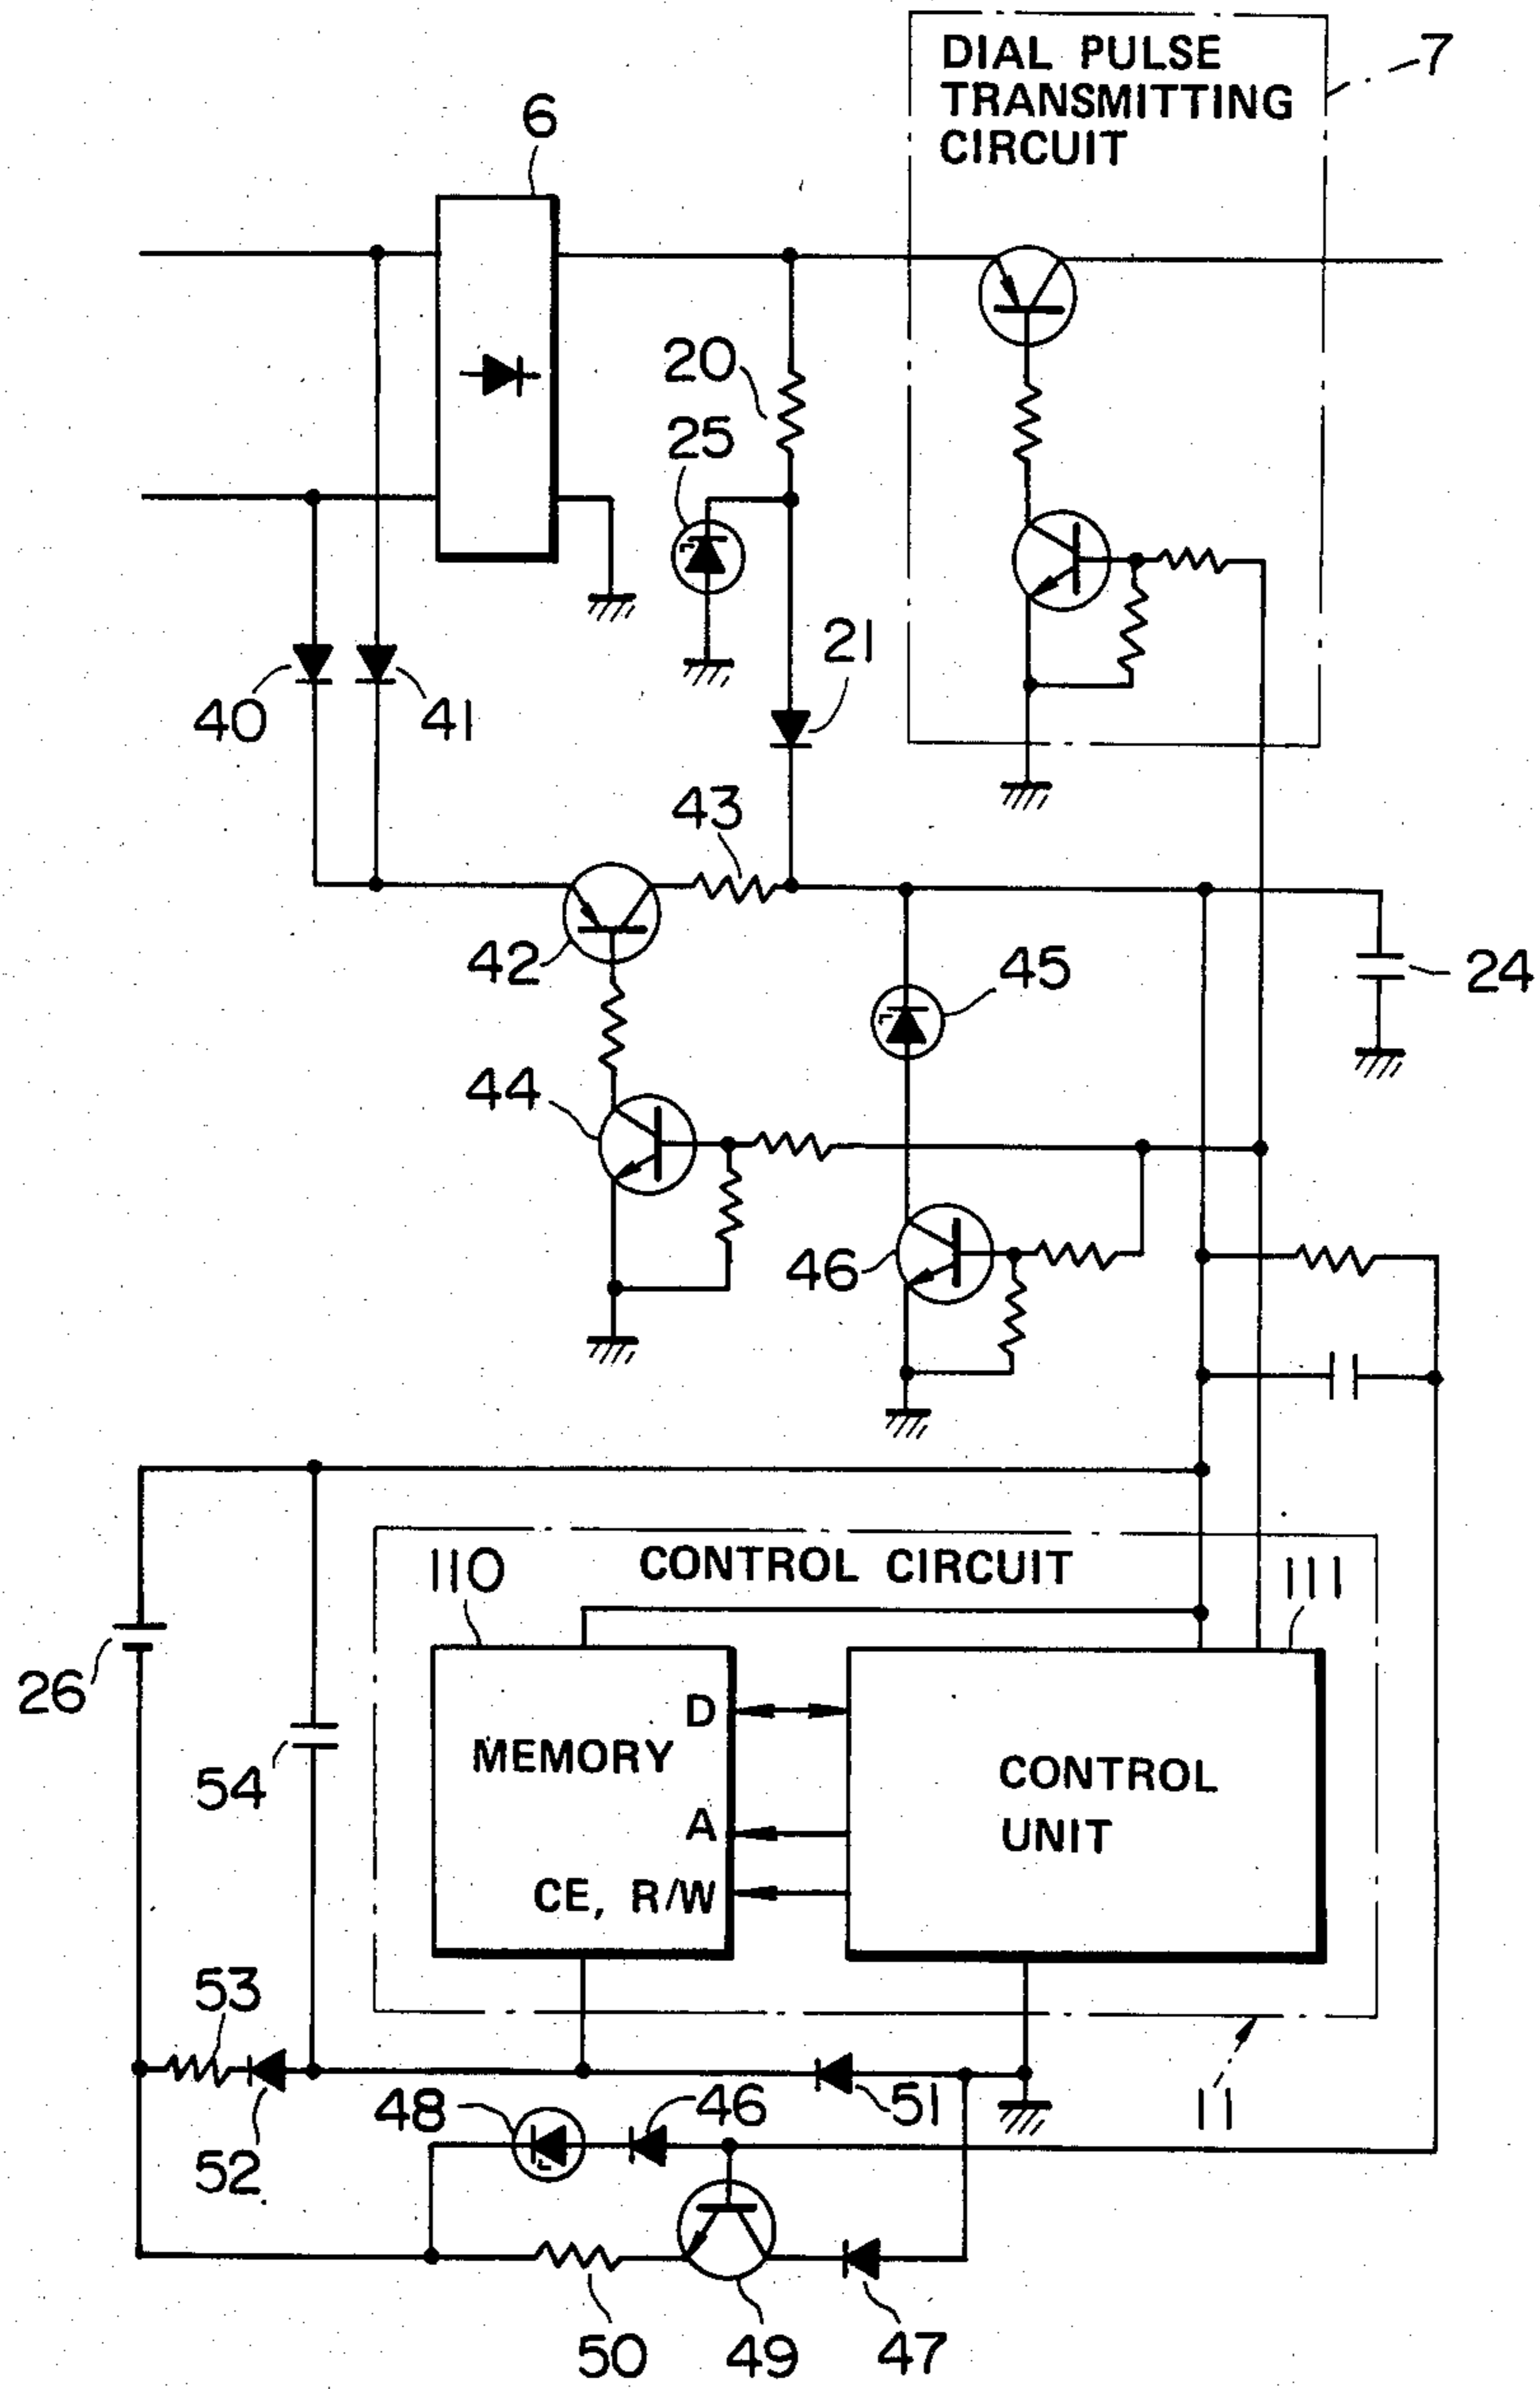 DIAL PULSE
TRANSMITTING
CIRCUIT
7
6
20
25
21
40
41
43
42
45
24
44
46
110
CONTROL CIRCUIT
111
26
D
MEMORY
CONTROL
54
A
UNIT
CE, R/W
53
48
46
51
11
52
50
49
47